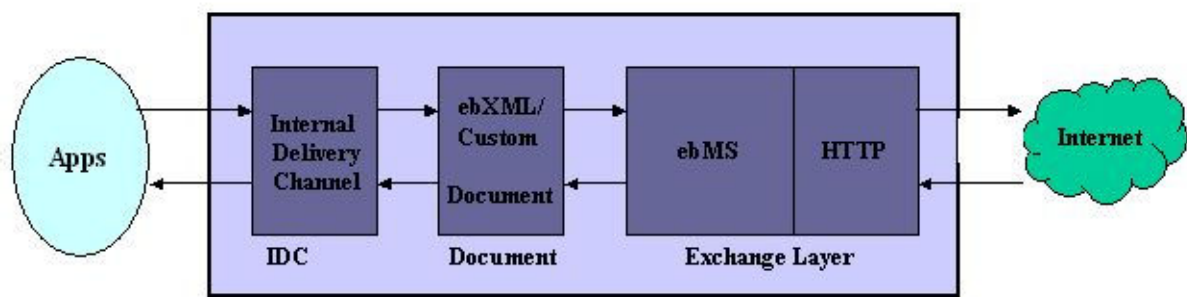 Apps
Internal
Delivery
Channel
IDC
ebXML/
Custom
Document
Document
ebMS
HTTP
Exchange Layer
Internet